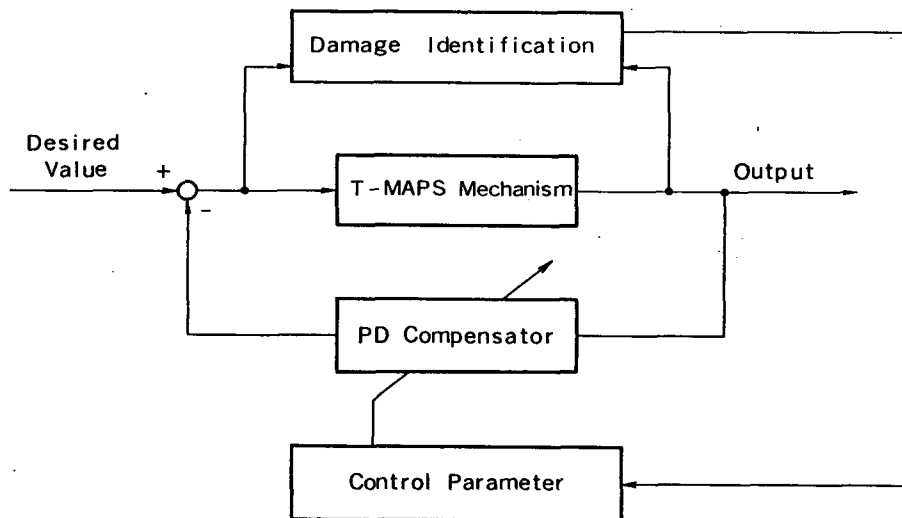 Damage Identification
Desired
Value
+
-
T-MAPS Mechanism
Output
PD Compensator
Control Parameter